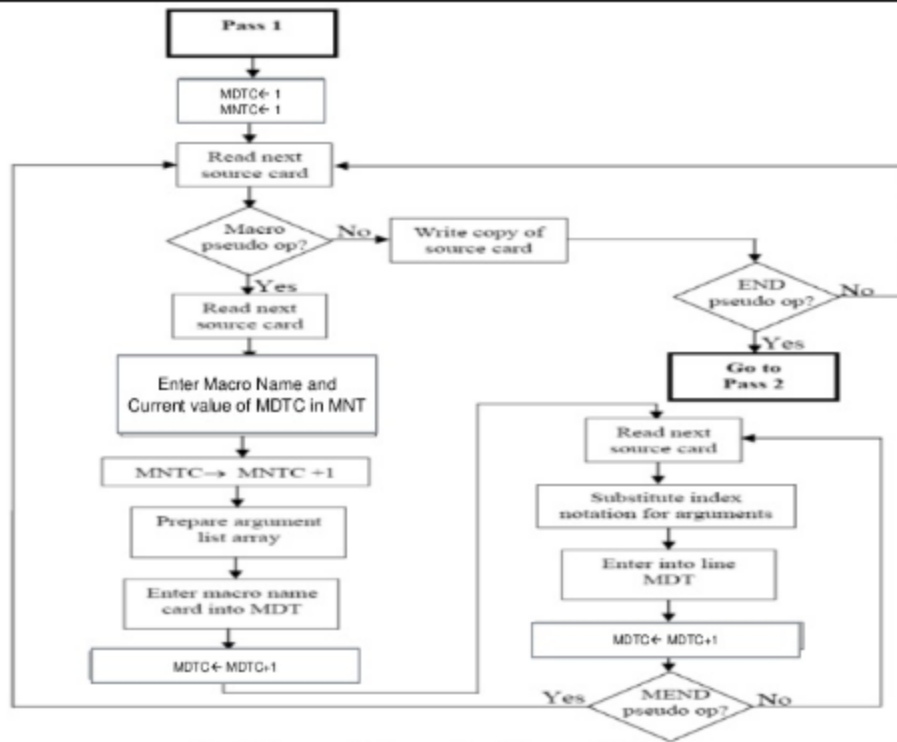 Pass 1
MDTC← 1
MNTC← 1
Read next
source card
Macro
pseudo op?
No
Write copy of
source card
END
pseudo op?
No
Yes
Yes
Read next
source card
Go to
Pass 2
Enter Macro Name and
Current value of MDTC in MNT
Read next
source card
MNTC→ MNTC +1
Substitute index
notation for arguments
Prepare argument
list array
Enter into line
MDT
Enter macro name
card into MDT
MDTC← MDTC+1
MDTC← MDTC+1
Yes
MEND
pseudo op?
No